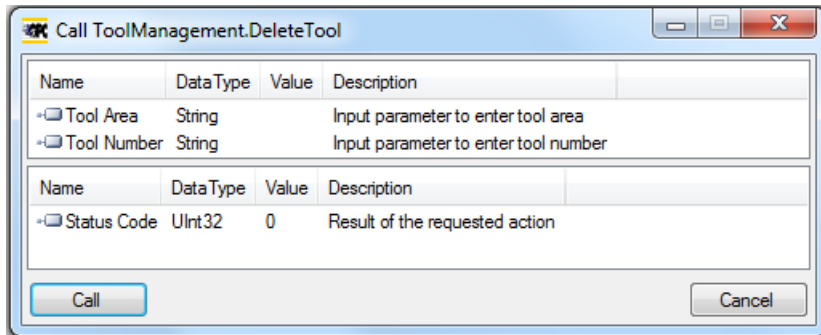 Call ToolManagement.DeleteTool
Name DataType Value Description
Tool Area String Input parameter to enter tool area
Tool Number String Input parameter to enter tool number
Name DataType Value Description
Status Code UInt32 0 Result of the requested action
Call Cancel